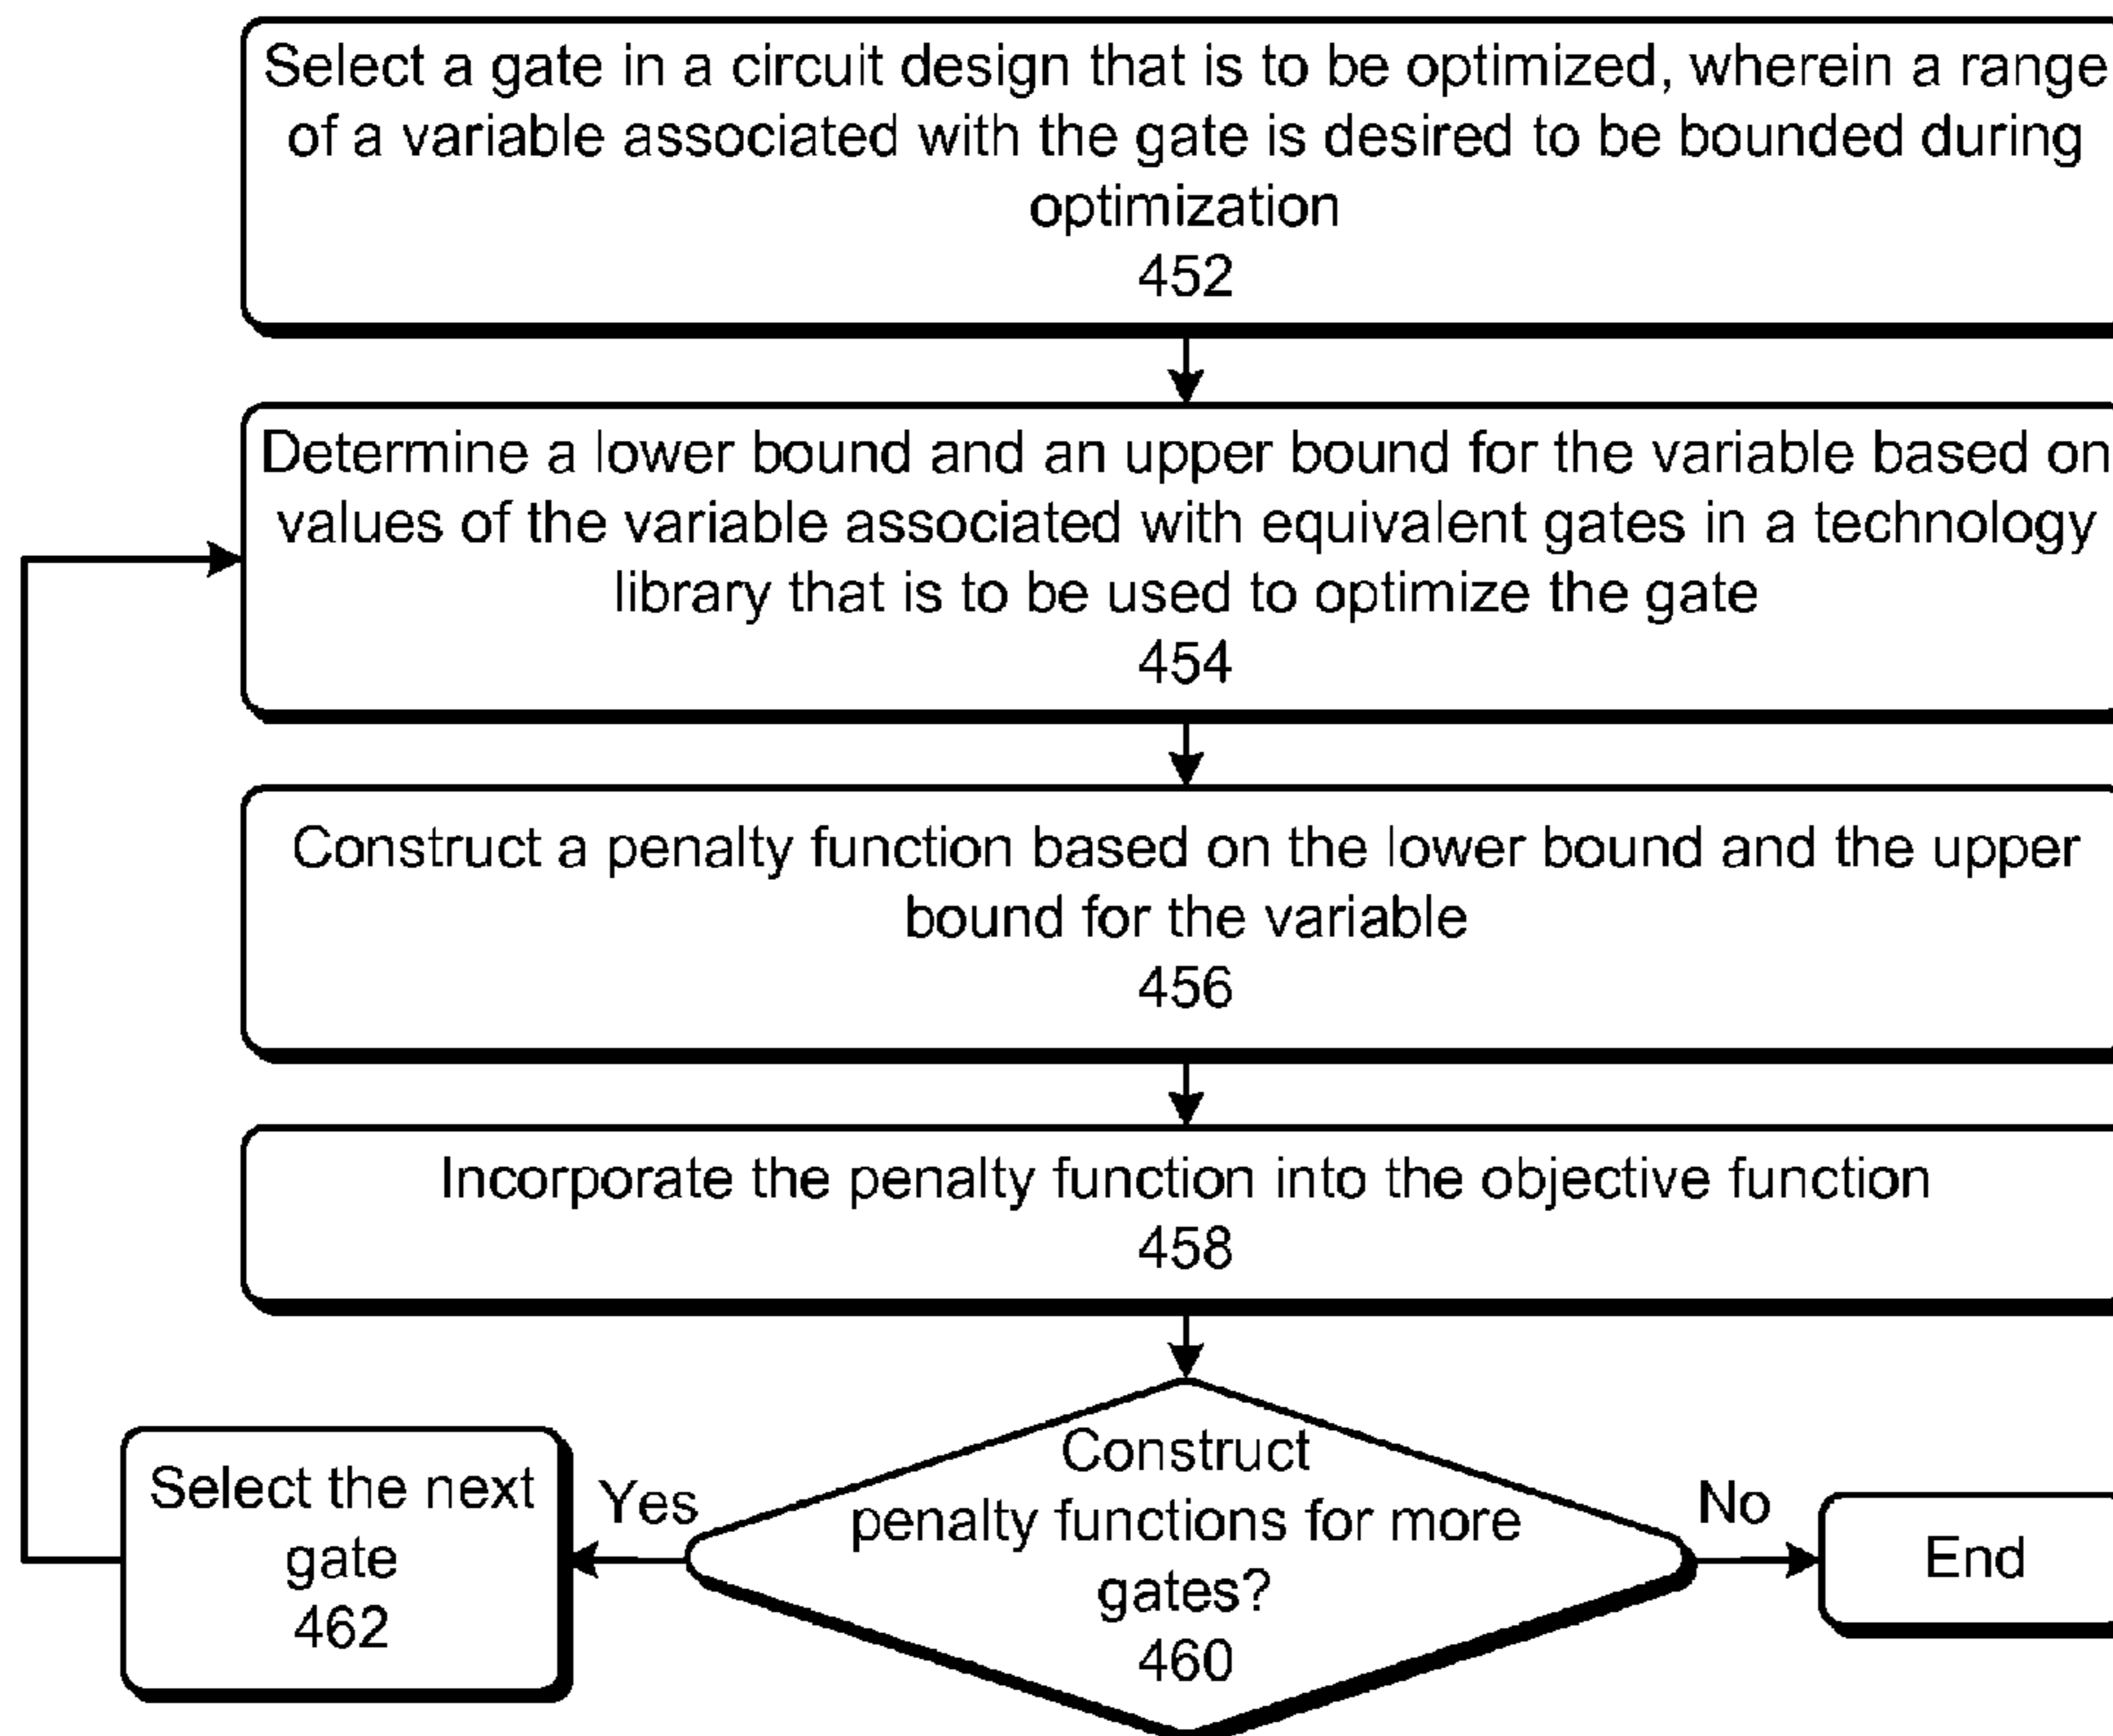 Select a gate in a circuit design that is to be optimized, wherein a range
of a variable associated with the gate is desired to be bounded during
optimization
452
Determine a lower bound and an upper bound for the variable based on
values of the variable associated with equivalent gates in a technology
library that is to be used to optimize the gate
454
Construct a penalty function based on the lower bound and the upper
bound for the variable
456
Incorporate the penalty function into the objective function
458
Construct
penalty functions for more
gates?
460
Yes
Select the next
gate
462
No
End